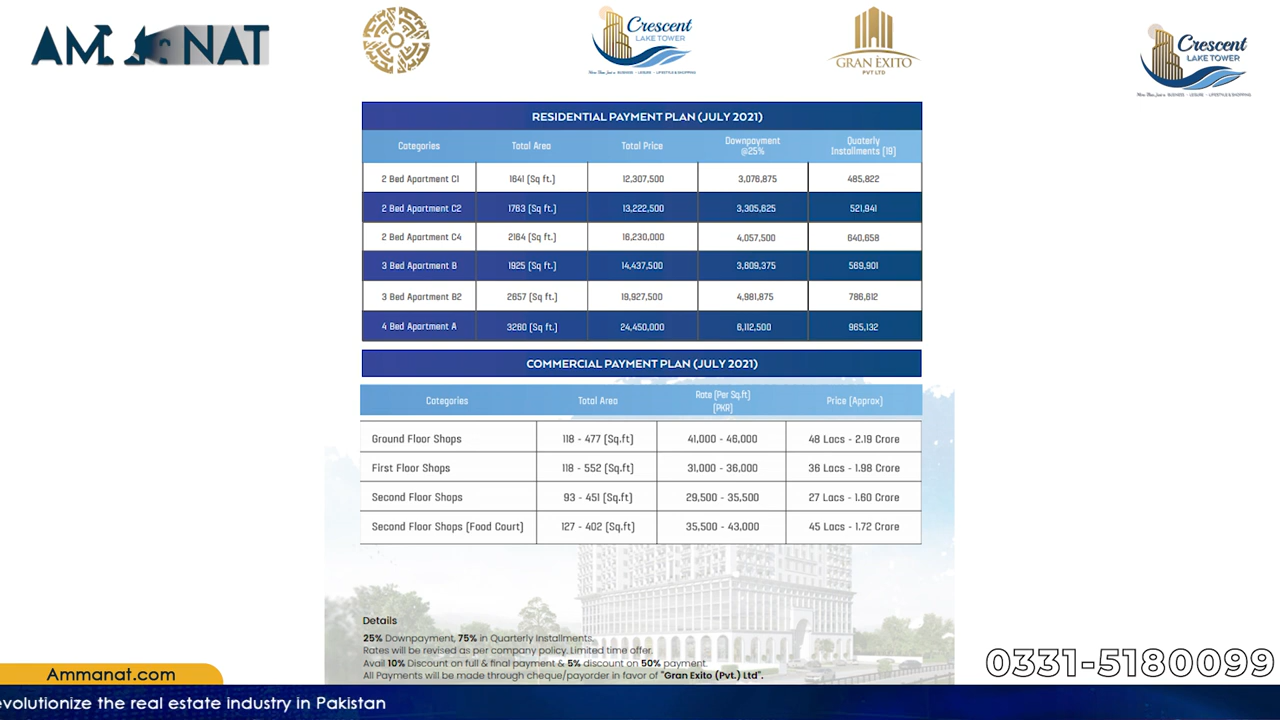 AM NAT
Crescent
LAKE TOWER
GRAN EXITO
PVT LTD
Crescent
LAKE TOWER
RESIDENTIAL PAYMENT PLAN (JULY 2021)
Categories Total Area Total Price Downpayment @25% Quaterly Installments (19)
2 Bed Apartment C1 1641 (Sq ft.) 12,307,500 3,076,875 485,822
2 Bed Apartment C2 1763 (Sq ft.) 13,222,500 3,305,625 521,941
2 Bed Apartment C4 2164 (Sq ft.) 16,230,000 4,057,500 640,658
3 Bed Apartment B 1925 (Sq ft.) 14,437,500 3,609,375 569,901
3 Bed Apartment B2 2657 (Sq ft.) 19,927,500 4,981,875 786,612
4 Bed Apartment A 3260 (Sq ft.) 24,450,000 6,112,500 965,132
COMMERCIAL PAYMENT PLAN (JULY 2021)
Categories Total Area Rate (Per Sq.ft) (PKR) Price (Approx)
Ground Floor Shops 118 - 477 (Sq.ft) 41,000 - 46,000 48 Lacs - 2.19 Crore
First Floor Shops 118 - 552 (Sq.ft) 31,000 - 36,000 36 Lacs - 1.98 Crore
Second Floor Shops 93 - 451 (Sq.ft) 29,500 - 35,500 27 Lacs - 1.60 Crore
Second Floor Shops (Food Court) 127 - 402 (Sq.ft) 35,500 - 43,000 45 Lacs - 1.72 Crore
Details
25% Downpayment, 75% in Quarterly Installments.
Rates will be revised as per company policy. Limited time offer.
Avail 10% Discount on full & final payment & 5% discount on 50% payment.
All Payments will be made through cheque/payorder in favor of "Gran Exito (Pvt.) Ltd".
0331-5180099
Ammanat.com
evolutionize the real estate industry in Pakistan